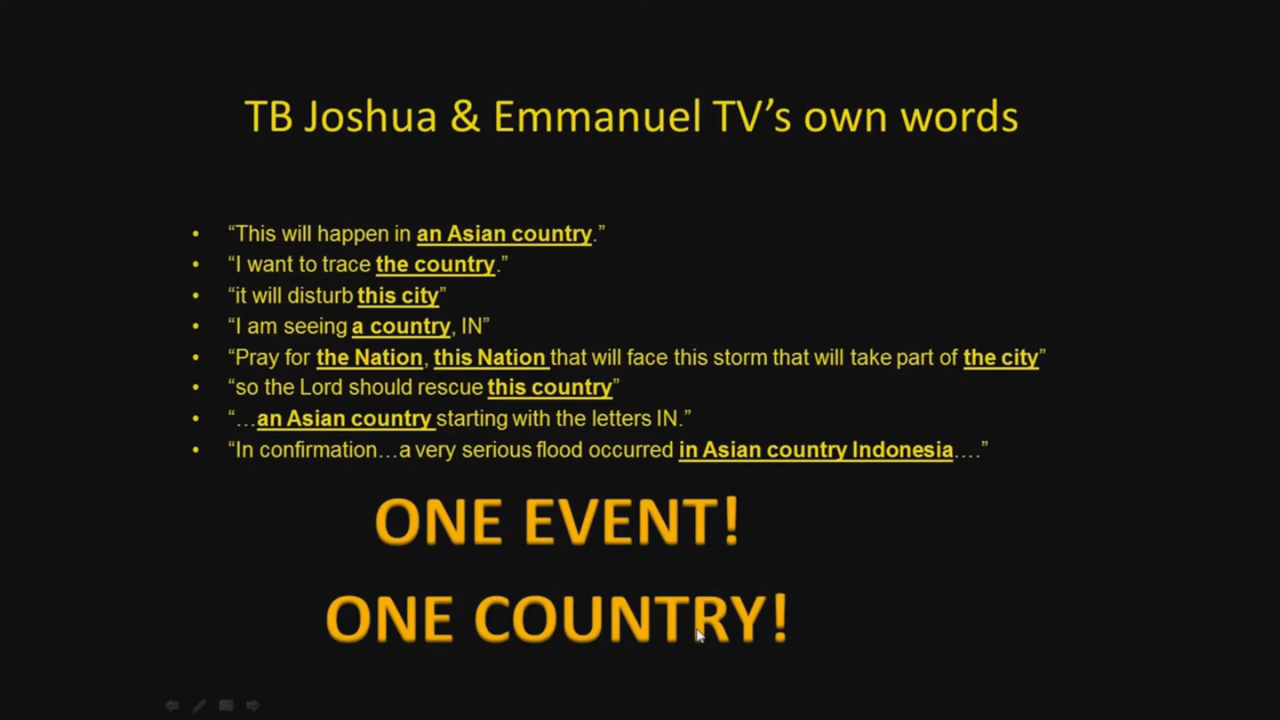 TB Joshua & Emmanuel TV’s own words
• “This will happen in an Asian country.”
• “I want to trace the country.”
• “it will disturb this city”
• “I am seeing a country, IN”
• “Pray for the Nation, this Nation that will face this storm that will take part of the city”
• “so the Lord should rescue this country”
• “…an Asian country starting with the letters IN.”
• “In confirmation…a very serious flood occurred in Asian country Indonesia….”
ONE EVENT!
ONE COUNTRY!